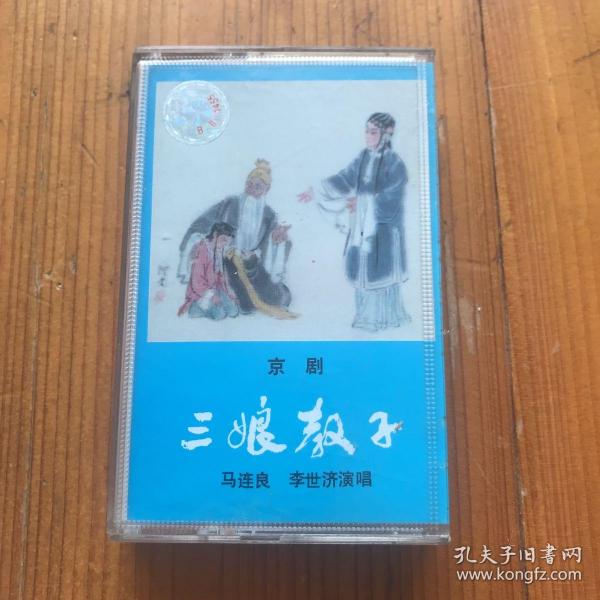 京 剧
三娘教子
马连良 李世济演唱
孔夫子旧书网
www.kongfz.com